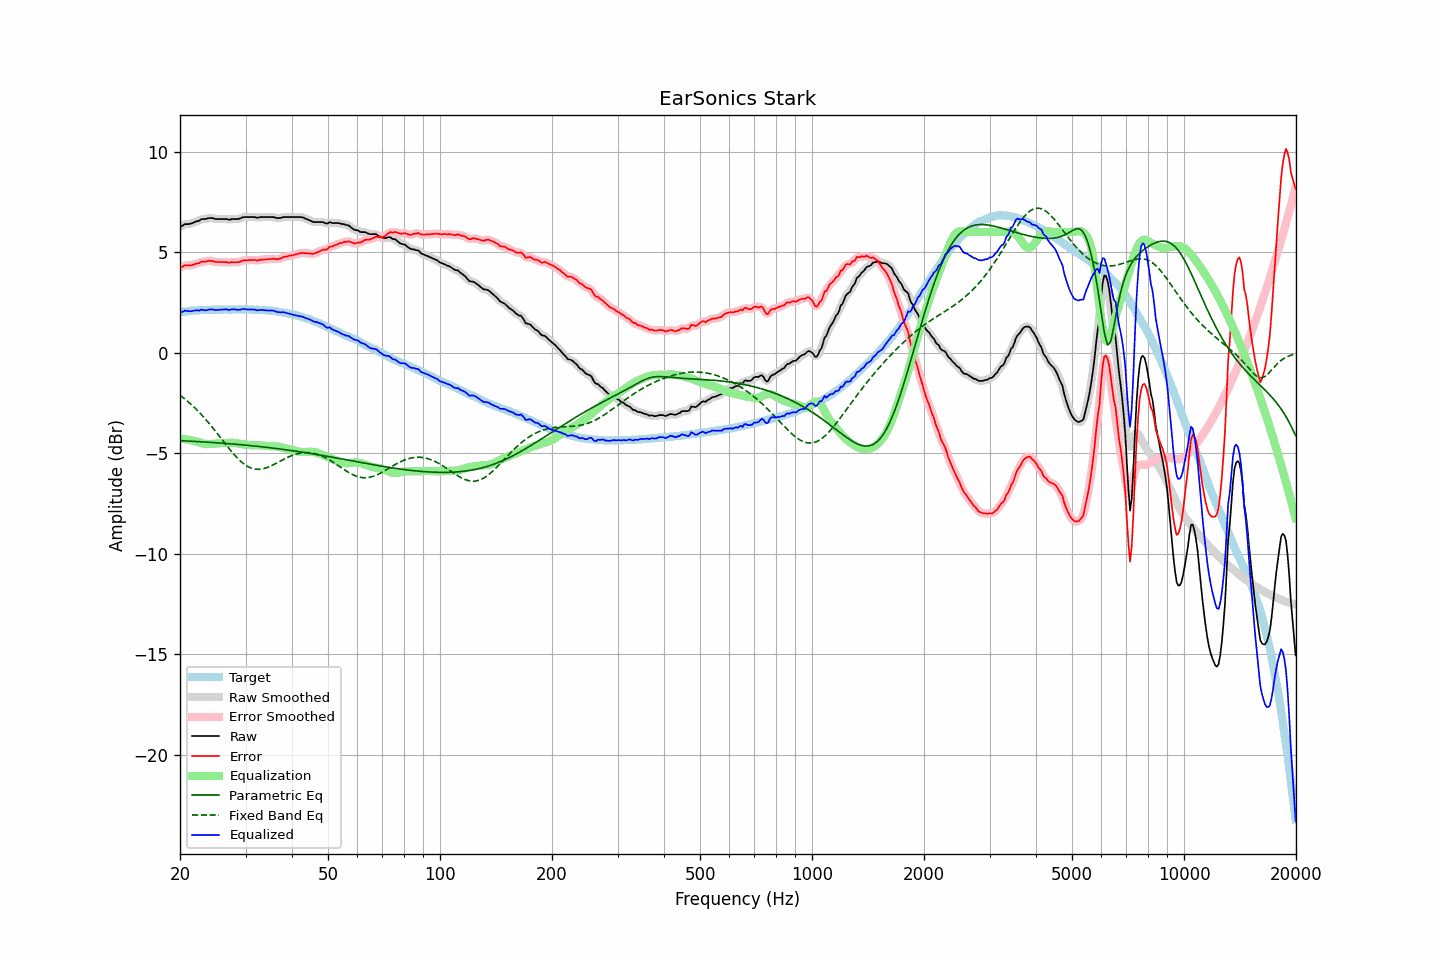 EarSonics Stark
Amplitude (dBr)
10
5
0
−5
−10
−15
−20
Target
Raw Smoothed
Error Smoothed
Raw
Error
Equalization
Parametric Eq
Fixed Band Eq
Equalized
20 50 100 200 500 1000 2000 5000 10000 20000
Frequency (Hz)